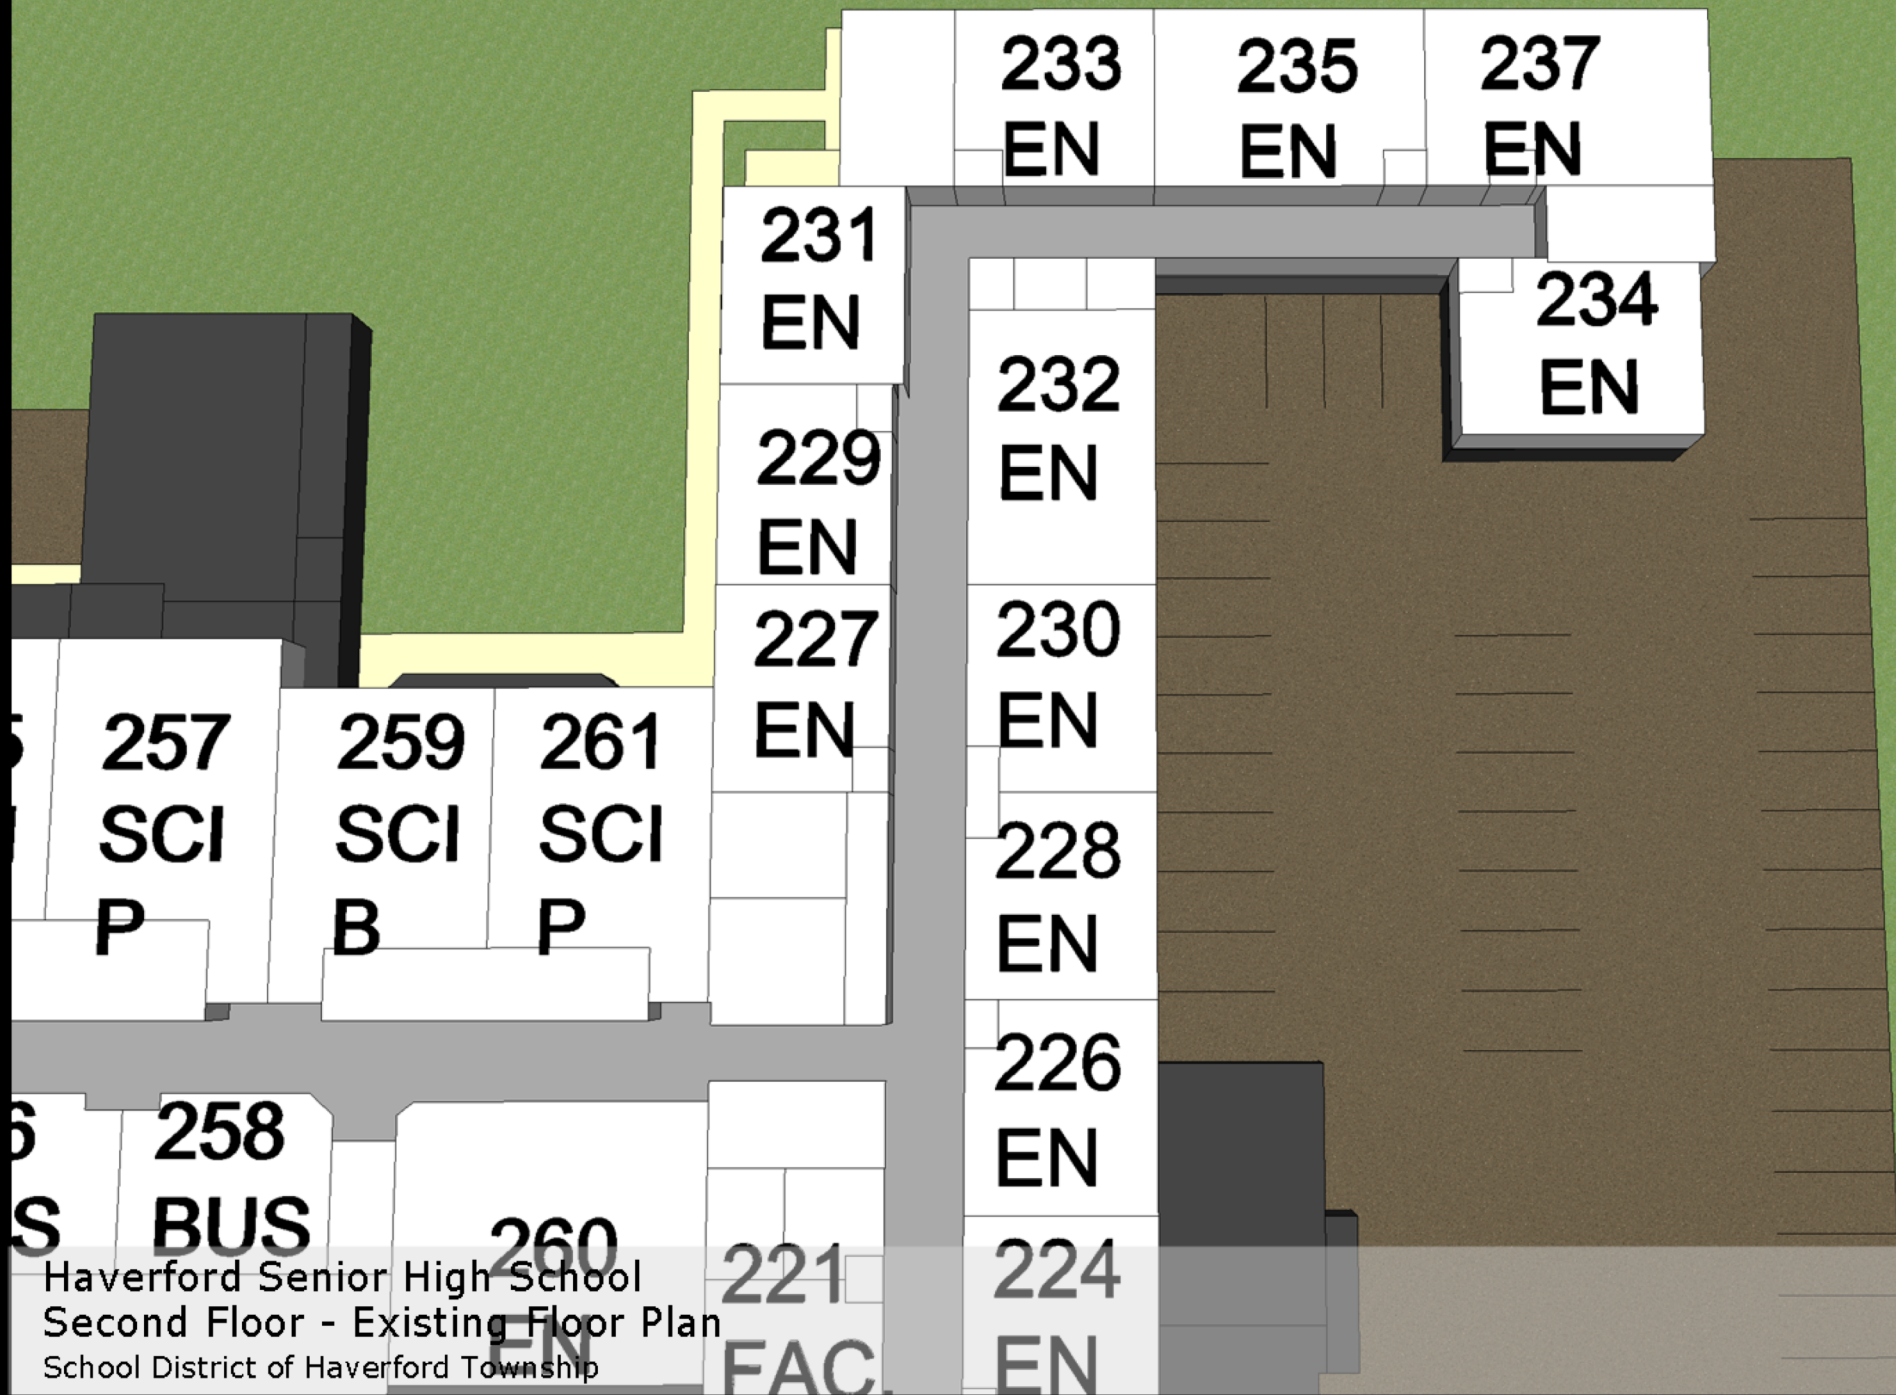 233
EN
235
EN
237
EN
231
EN
234
EN
232
EN
229
EN
230
EN
227
EN
257
SCI
P
259
SCI
B
261
SCI
P
228
EN
226
EN
6
S
258
BUS
260
EN
221
FAC.
224
EN
Haverford Senior High School
Second Floor - Existing Floor Plan
School District of Haverford Township